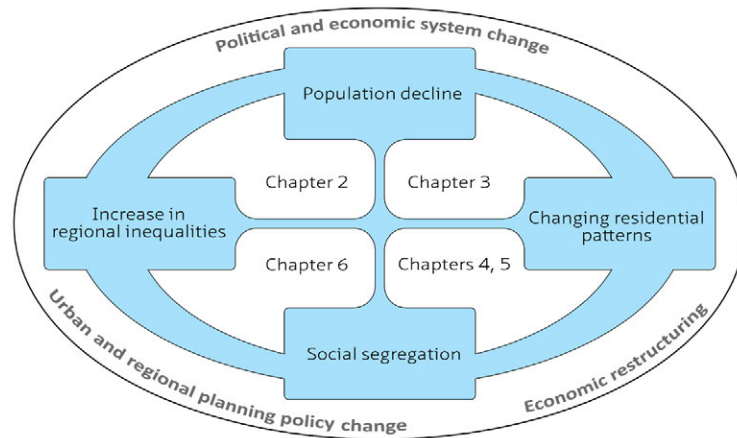 Political and economic system change
Population decline
Chapter 2
Chapter 3
Increase in
regional inequalities
Changing residential
patterns
Chapter 6
Chapters 4, 5
Social segregation
Urban and regional planning policy change
Economic restructuring